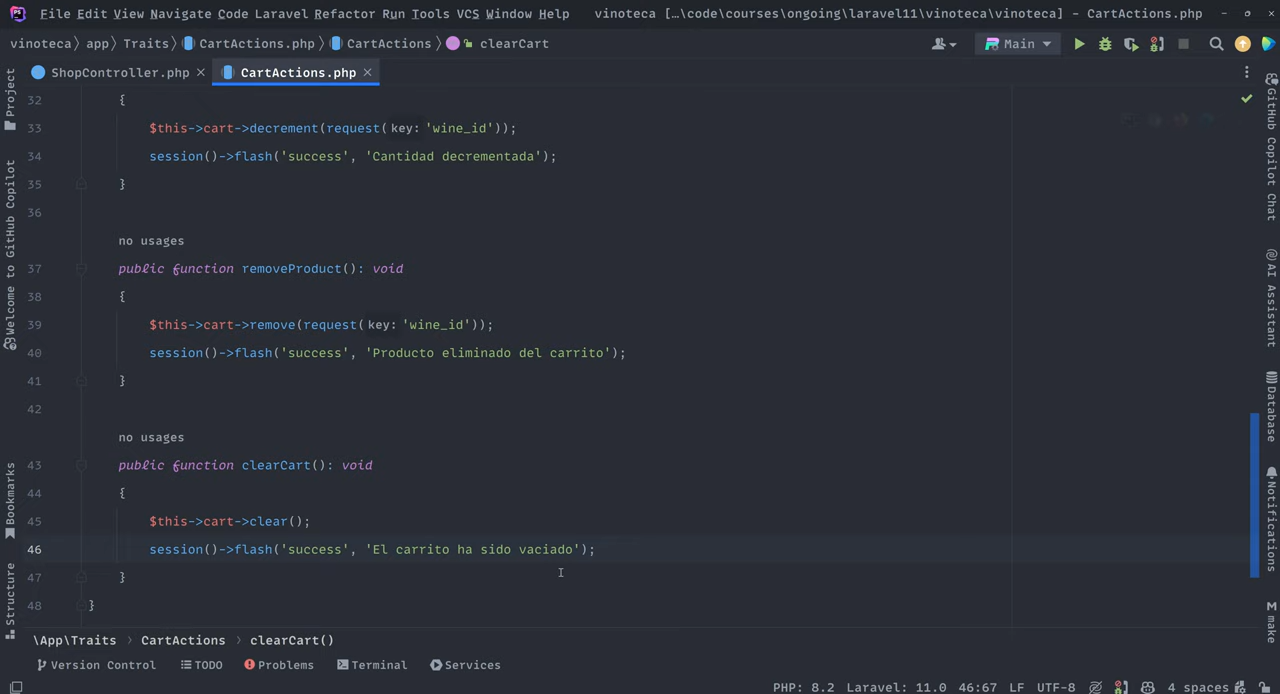 File Edit View Navigate Code Laravel Refactor Run Tools VCS Window Help vinoteca […\code\courses\ongoing\laravel11\vinoteca\vinoteca] – CartActions.php
vinoteca app Traits CartActions.php CartActions clearCart
Main
ShopController.php CartActions.php
Project
Welcome to GitHub Copilot
Bookmarks
Structure
32 {
33 $this->cart->decrement(request(key: 'wine_id'));
34 session()->flash('success', 'Cantidad decrementada');
35 }
36
no usages
37 public function removeProduct(): void
38 {
39 $this->cart->remove(request(key: 'wine_id'));
40 session()->flash('success', 'Producto eliminado del carrito');
41 }
42
no usages
43 public function clearCart(): void
44 {
45 $this->cart->clear();
46 session()->flash('success', 'El carrito ha sido vaciado');
47 }
48 }
GitHub Copilot Chat
AI Assistant
Database
Notifications
make
\App\Traits CartActions clearCart()
Version Control TODO Problems Terminal Services
PHP: 8.2 Laravel: 11.0 46:67 LF UTF-8 4 spaces